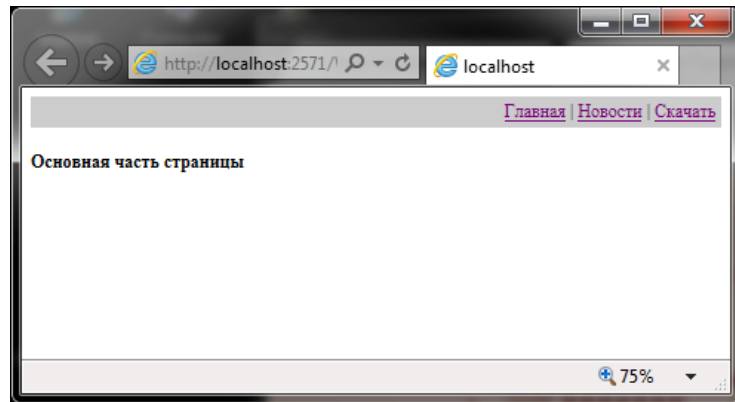 http://localhost:2571/
localhost
Главная | Новости | Скачать
Основная часть страницы
75%